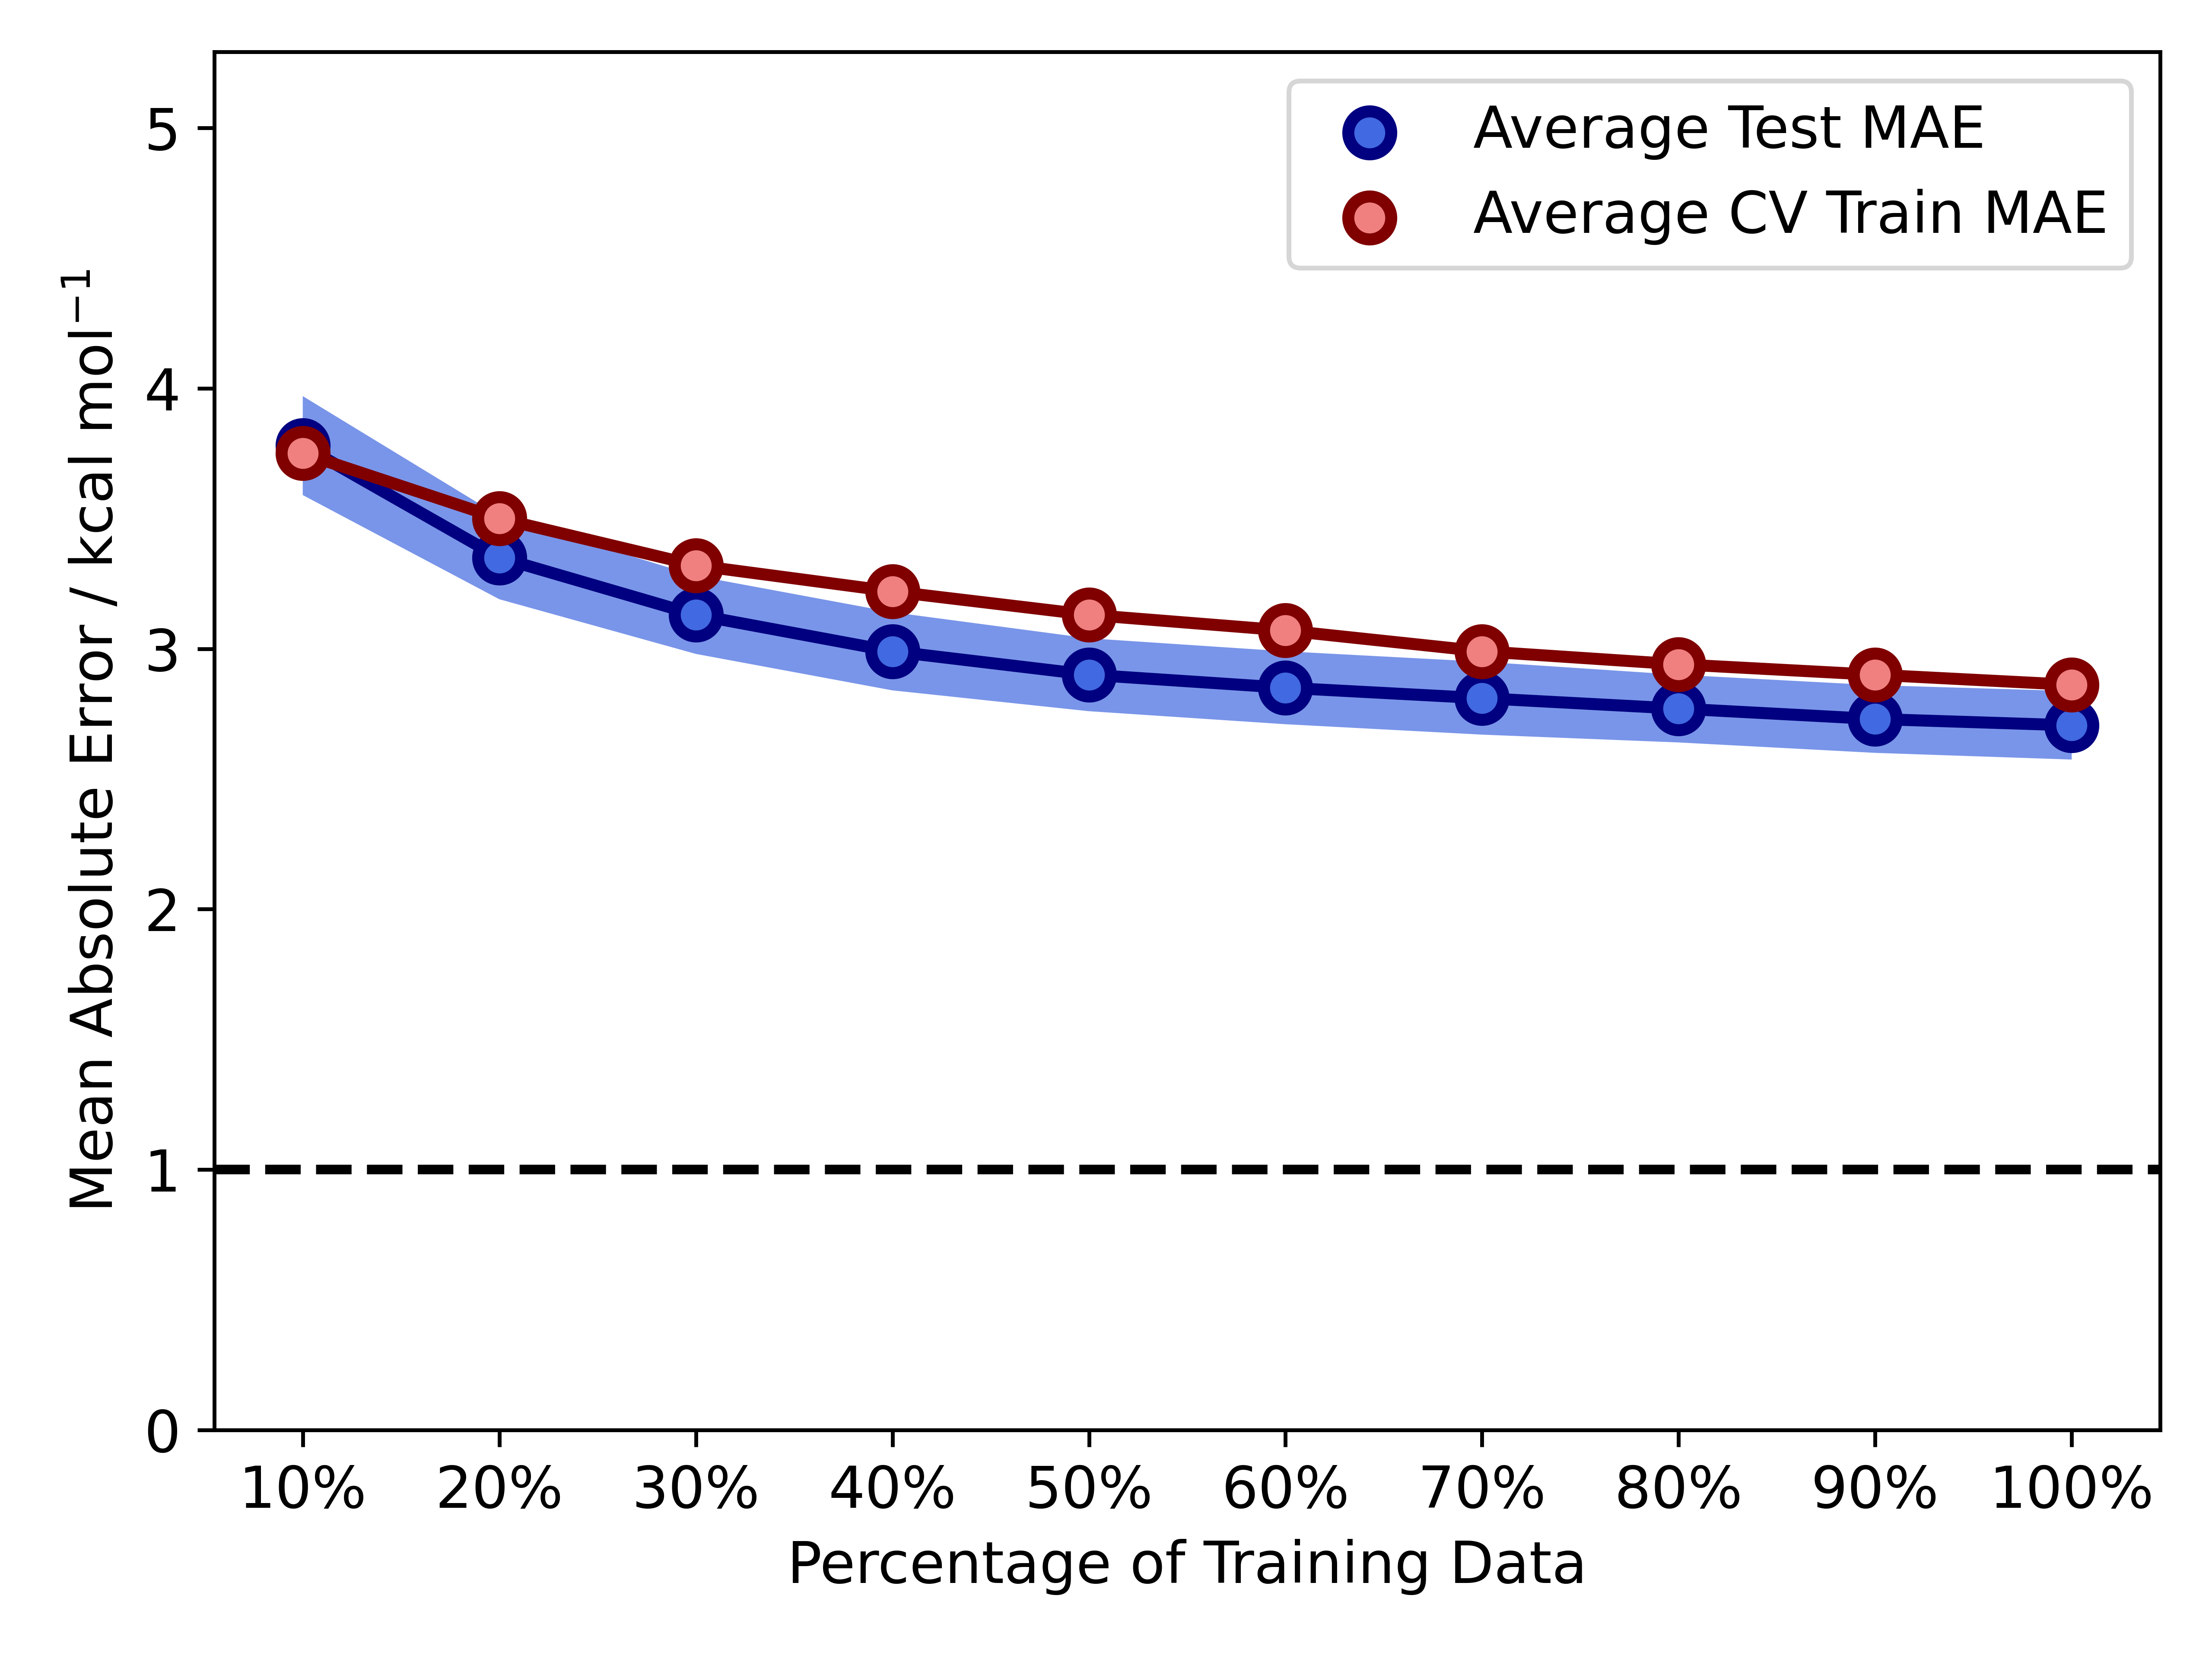 Average Test MAE
Average CV Train MAE
Mean Absolute Error / kcal mol⁻¹
5
4
3
2
1
0
10% 20% 30% 40% 50% 60% 70% 80% 90% 100%
Percentage of Training Data